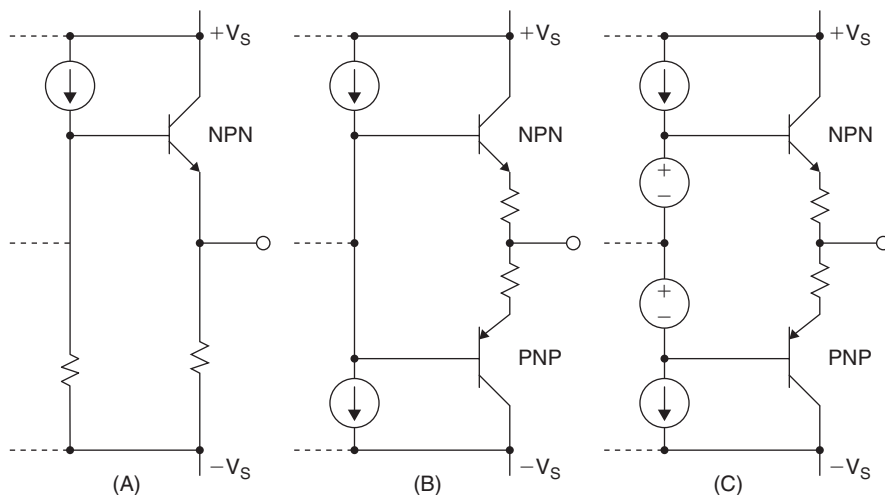 +VS +VS +VS
NPN NPN NPN
+ −
+ −
PNP PNP
−VS −VS −VS
(A) (B) (C)